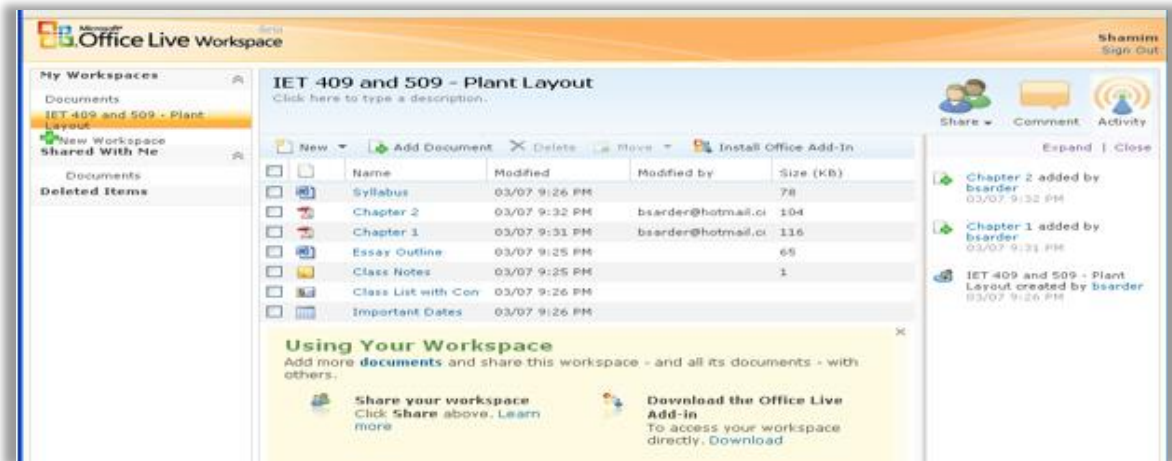 Microsoft®
Office Live Workspace
Beta
Shamim
Sign Out
My Workspaces
Documents
IET 409 and 509 - Plant
Layout
New Workspace
Shared With Me
Documents
Deleted Items
IET 409 and 509 - Plant Layout
Click here to type a description.
Share
Comment
Activity
New
Add Document
Delete
Move
Install Office Add-In
Expand | Close
Name Modified Modified by Size (KB)
Syllabus 03/07 9:26 PM 78
Chapter 2 03/07 9:32 PM bsarder@hotmail.ci 104
Chapter 1 03/07 9:31 PM bsarder@hotmail.ci 116
Essay Outline 03/07 9:25 PM 65
Class Notes 03/07 9:25 PM 1
Class List with Con 03/07 9:26 PM
Important Dates 03/07 9:26 PM
Chapter 2 added by
bsarder
03/07 9:32 PM
Chapter 1 added by
bsarder
03/07 9:31 PM
IET 409 and 509 - Plant
Layout created by bsarder
03/07 9:26 PM
Using Your Workspace
Add more documents and share this workspace - and all its documents - with
others.
Share your workspace
Click Share above. Learn
more
Download the Office Live
Add-in
To access your workspace
directly. Download